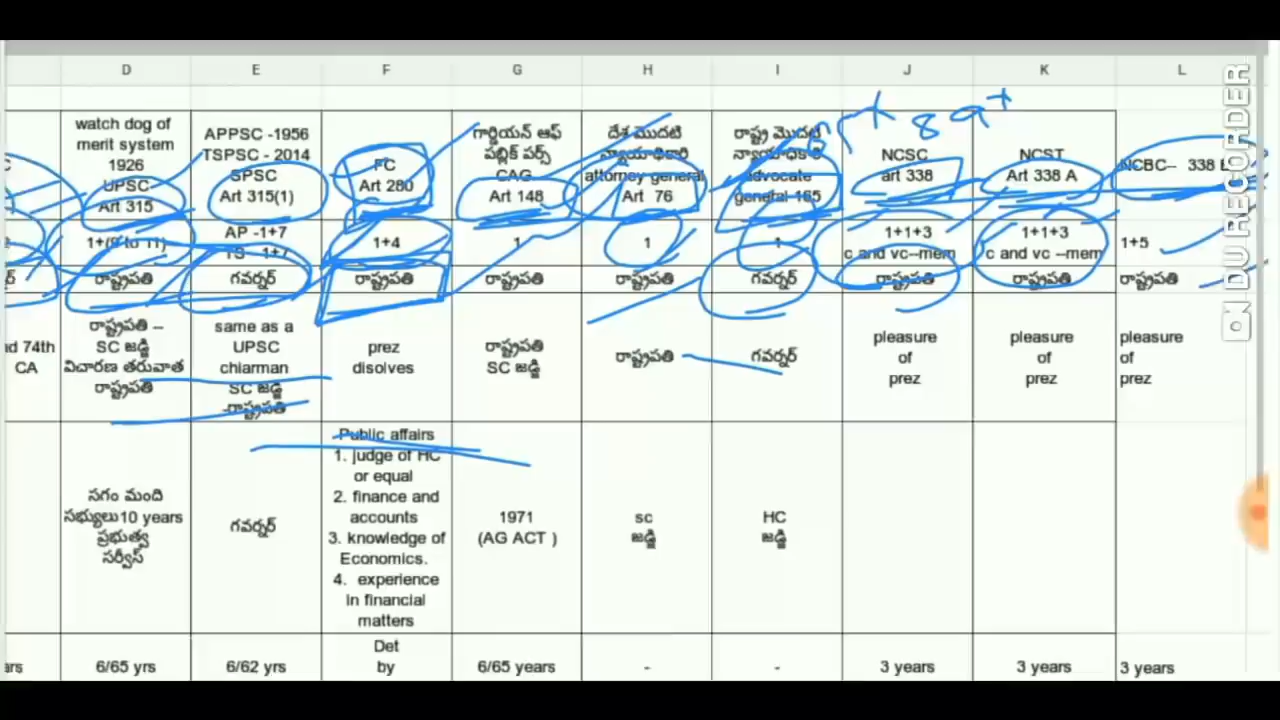 D E F G H I J K L
watch dog of
merit system
1926
UPSC
Art 315
APPSC -1956
TSPSC - 2014
SPSC
Art 315(1)
FC
Art 280
గార్డియన్ ఆఫ్
పబ్లిక్ పర్స్
CAG
Art 148
దేశ మొదటి
న్యాయాధికారి
attorney general
Art 76
రాష్ట్ర మొదటి
న్యాయాధికారి
advocate
general 165
NCSC
art 338
NCST
Art 338 A
NCBC-- 338 B
1+(9 to 11)
AP -1+7
TS - 1+7
1+4
1
1
1
1+1+3
c and vc--mem
1+1+3
c and vc --mem
1+5
రాష్ట్రపతి
గవర్నర్
రాష్ట్రపతి
రాష్ట్రపతి
రాష్ట్రపతి
గవర్నర్
రాష్ట్రపతి
రాష్ట్రపతి
రాష్ట్రపతి
74th
CA
రాష్ట్రపతి --
SC జడ్జి
విచారణ తరువాత
రాష్ట్రపతి
same as a
UPSC
chiarman
SC జడ్జి
-రాష్ట్రపతి
prez
disolves
రాష్ట్రపతి
SC జడ్జి
రాష్ట్రపతి
గవర్నర్
pleasure
of
prez
pleasure
of
prez
pleasure
of
prez
సగం మంది
సభ్యులు10 years
ప్రభుత్వ
సర్వీస్
గవర్నర్
Public affairs
1. judge of HC
or equal
2. finance and
accounts
3. knowledge of
Economics.
4. experience
in financial
matters
1971
(AG ACT )
sc
జడ్జి
HC
జడ్జి
6/65 yrs
6/62 yrs
Det
by
6/65 years
-
-
3 years
3 years
3 years
DU RECORDER